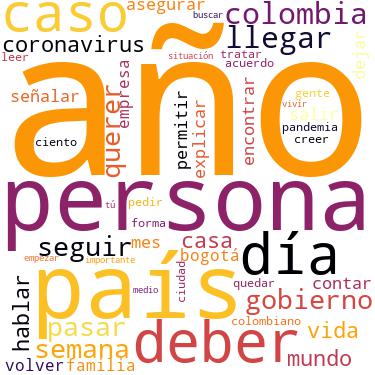 asegurar
buscar
caso
colombia
coronavirus
llegar
situación
tratar
leer
acuerdo
dejar
año
señalar
empresa
querer
gente
vivir
salir
permitir
explicar
encontrar
pandemia
creer
ciento
persona
tú
pedir
forma
seguir
mes
casa
día
bogotá
empezar
importante
país
ciudad
medio
quedar
contar
gobierno
hablar
pasar
deber
colombiano
vida
semana
mundo
volver
familia